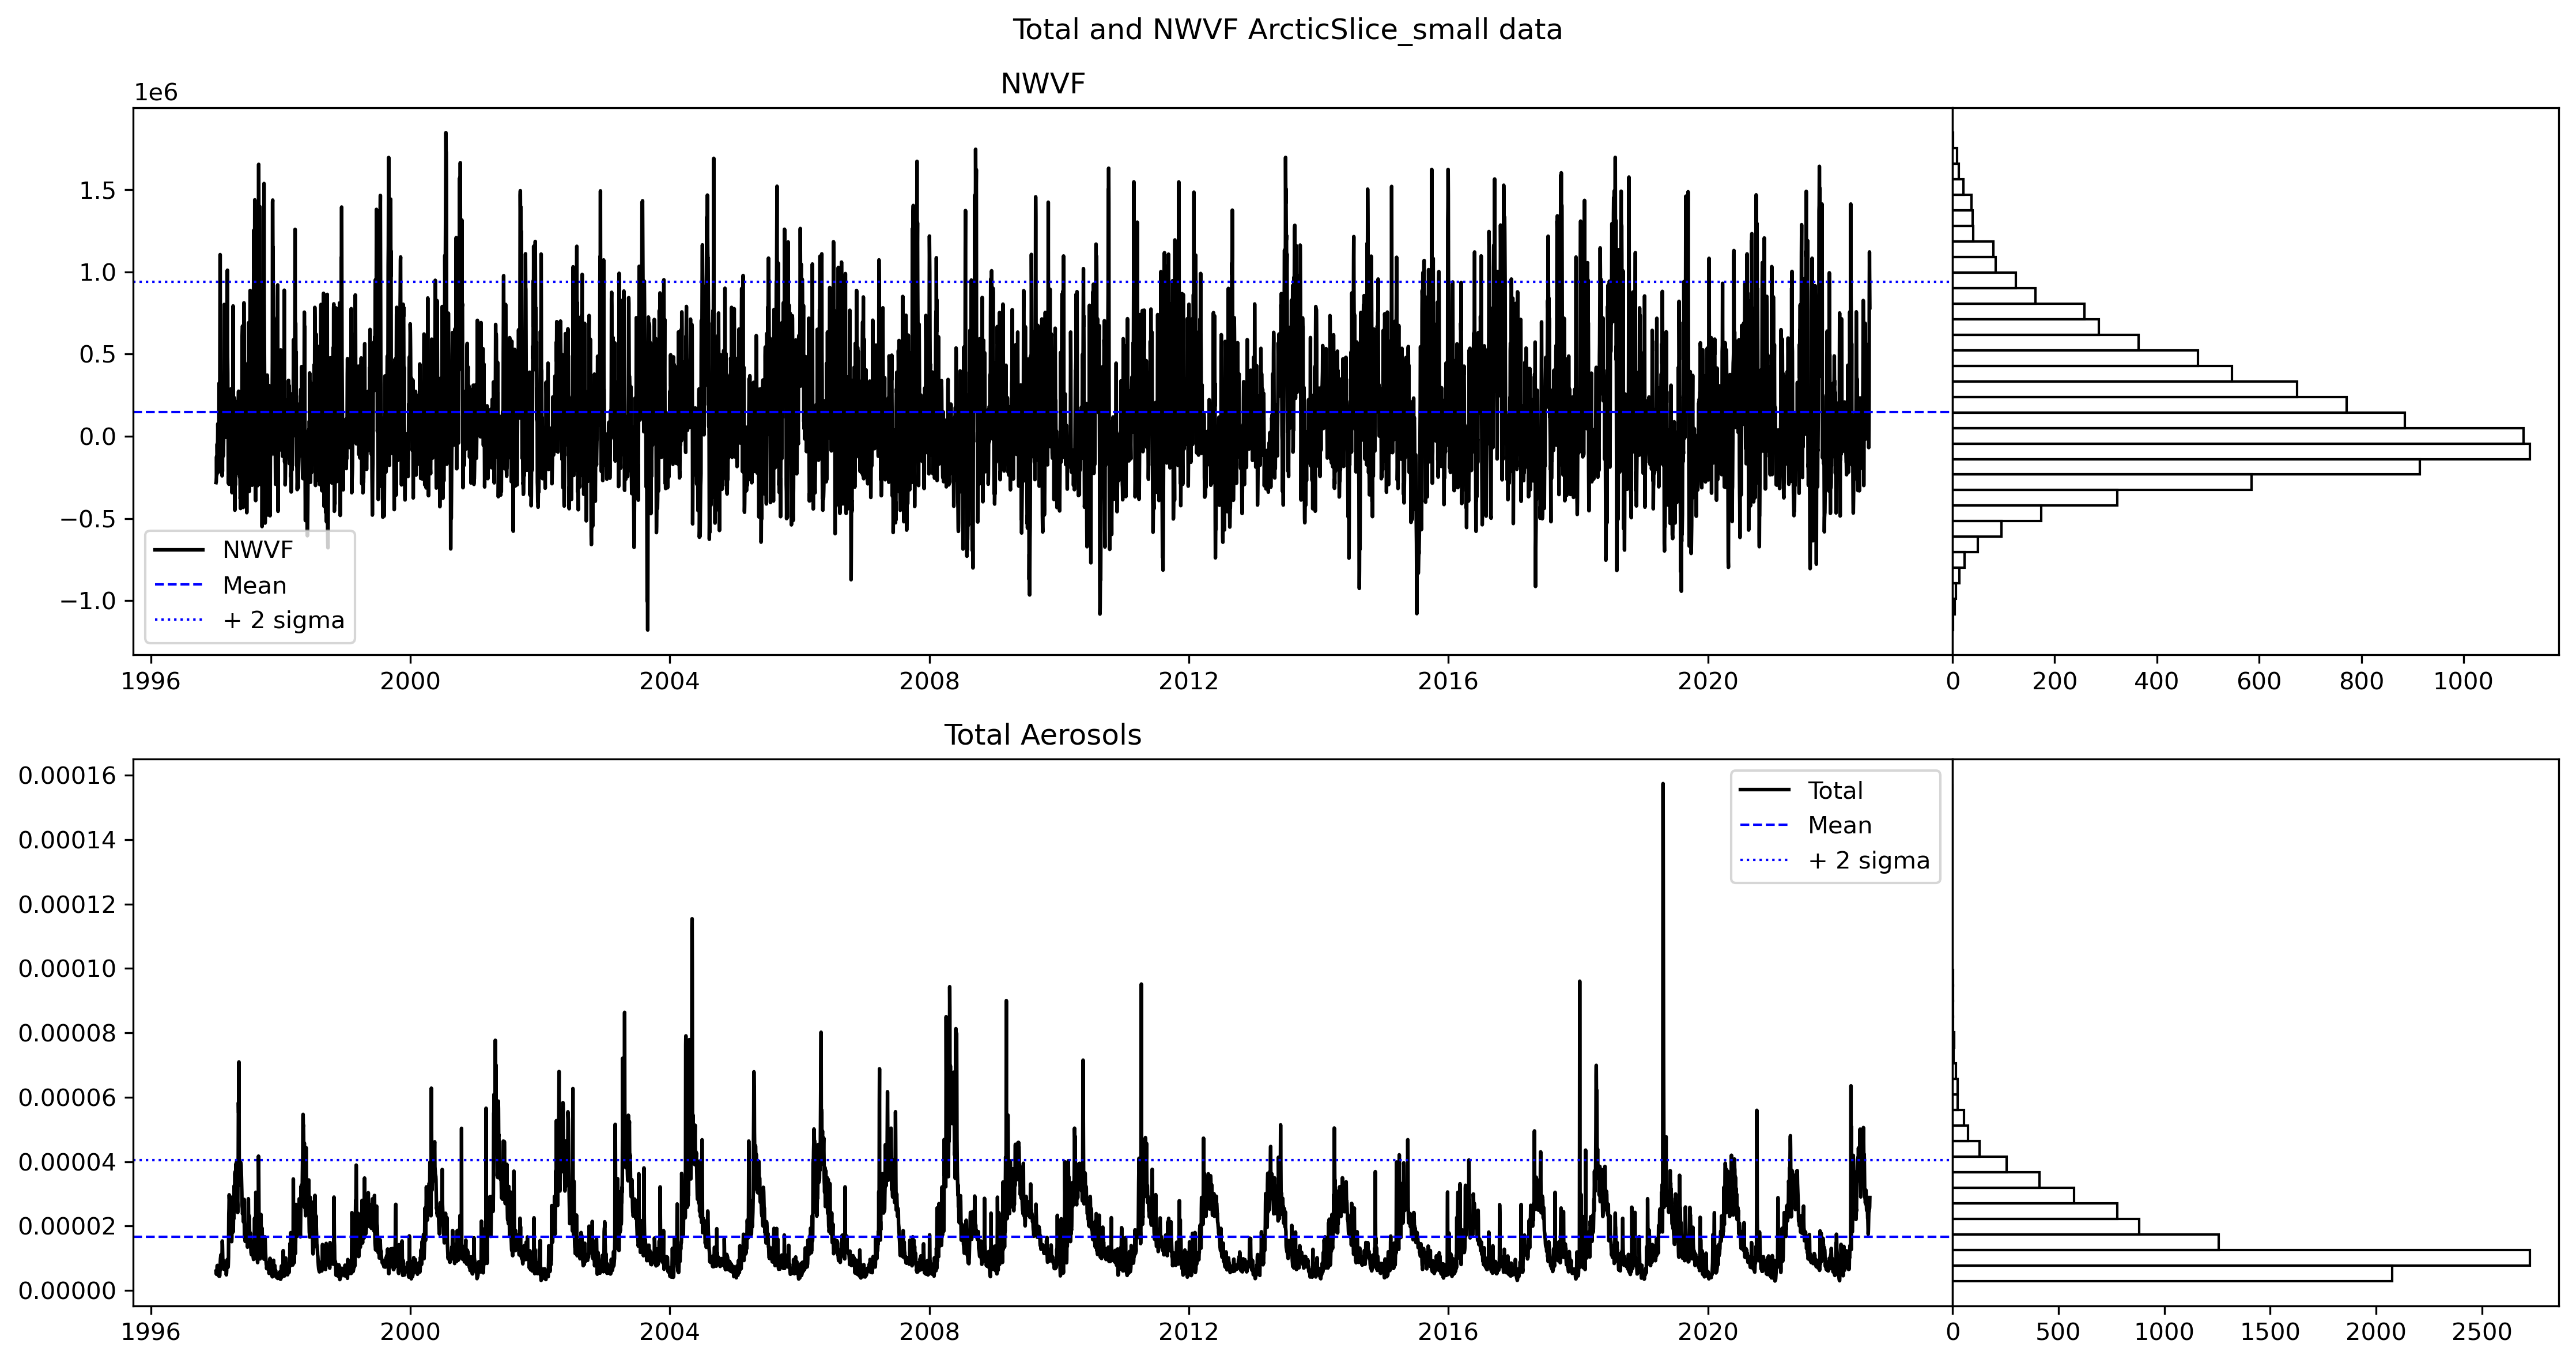 Total and NWVF ArcticSlice_small data
NWVF
1e6
1.5
1.0
0.5
0.0
−0.5
−1.0
NWVF
Mean
+ 2 sigma
1996 2000 2004 2008 2012 2016 2020
0 200 400 600 800 1000
Total Aerosols
0.00016
0.00014
0.00012
0.00010
0.00008
0.00006
0.00004
0.00002
0.00000
Total
Mean
+ 2 sigma
1996 2000 2004 2008 2012 2016 2020
0 500 1000 1500 2000 2500